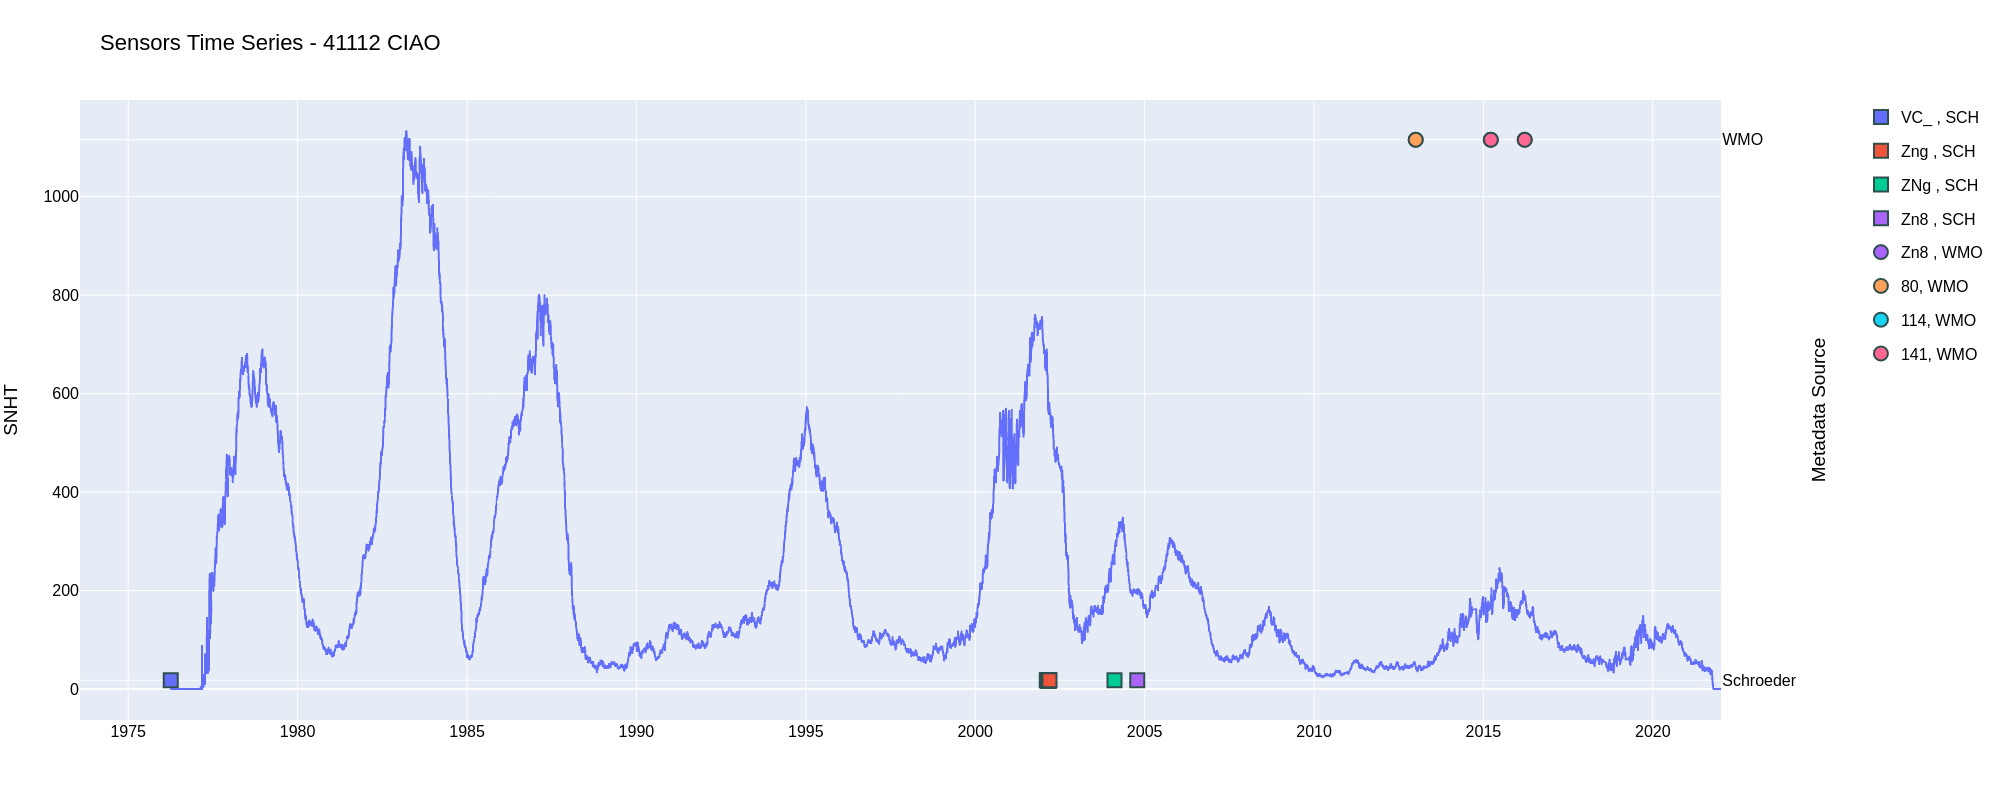 Sensors Time Series - 41112 CIAO
WMO
VC_ , SCH
Zng , SCH
ZNg , SCH
Zn8 , SCH
Zn8 , WMO
80, WMO
114, WMO
141, WMO
1000
800
600
400
200
0
SNHT
Metadata Source
Schroeder
1975
1980
1985
1990
1995
2000
2005
2010
2015
2020